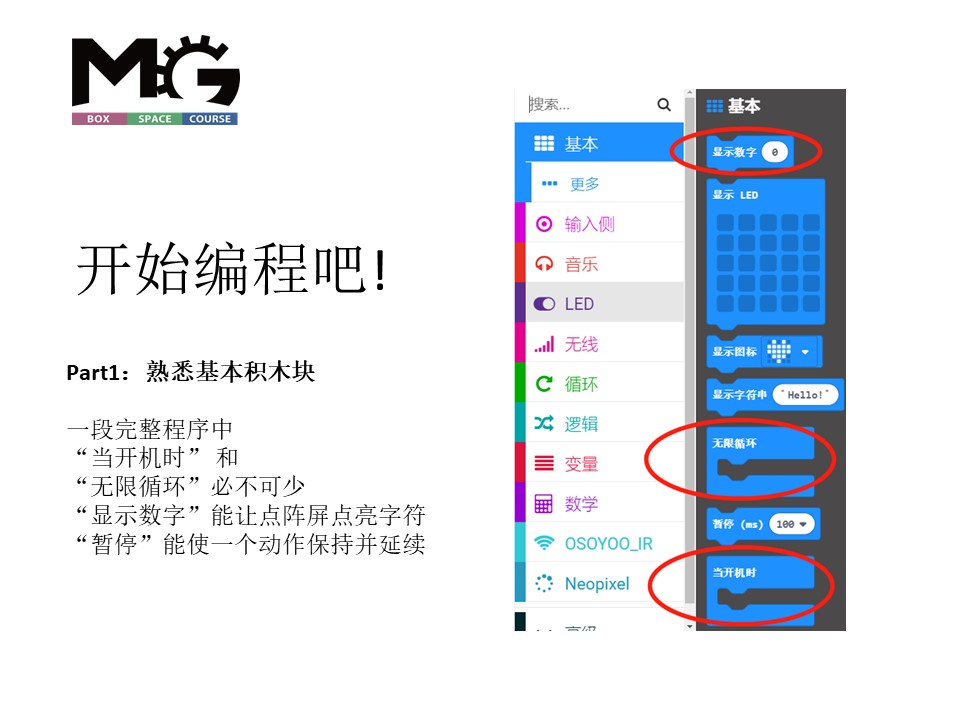 MG
BOX SPACE COURSE
开始编程吧!
Part1：熟悉基本积木块
一段完整程序中
“当开机时” 和
“无限循环”必不可少
“显示数字”能让点阵屏点亮字符
“暂停”能使一个动作保持并延续
搜索...
基本
更多
输入侧
音乐
LED
无线
循环
逻辑
变量
数学
OSOYOO_IR
Neopixel
高级
基本
显示数字 0
显示 LED
显示图标
显示字符串 "Hello!"
无限循环
暂停 (ms) 100
当开机时